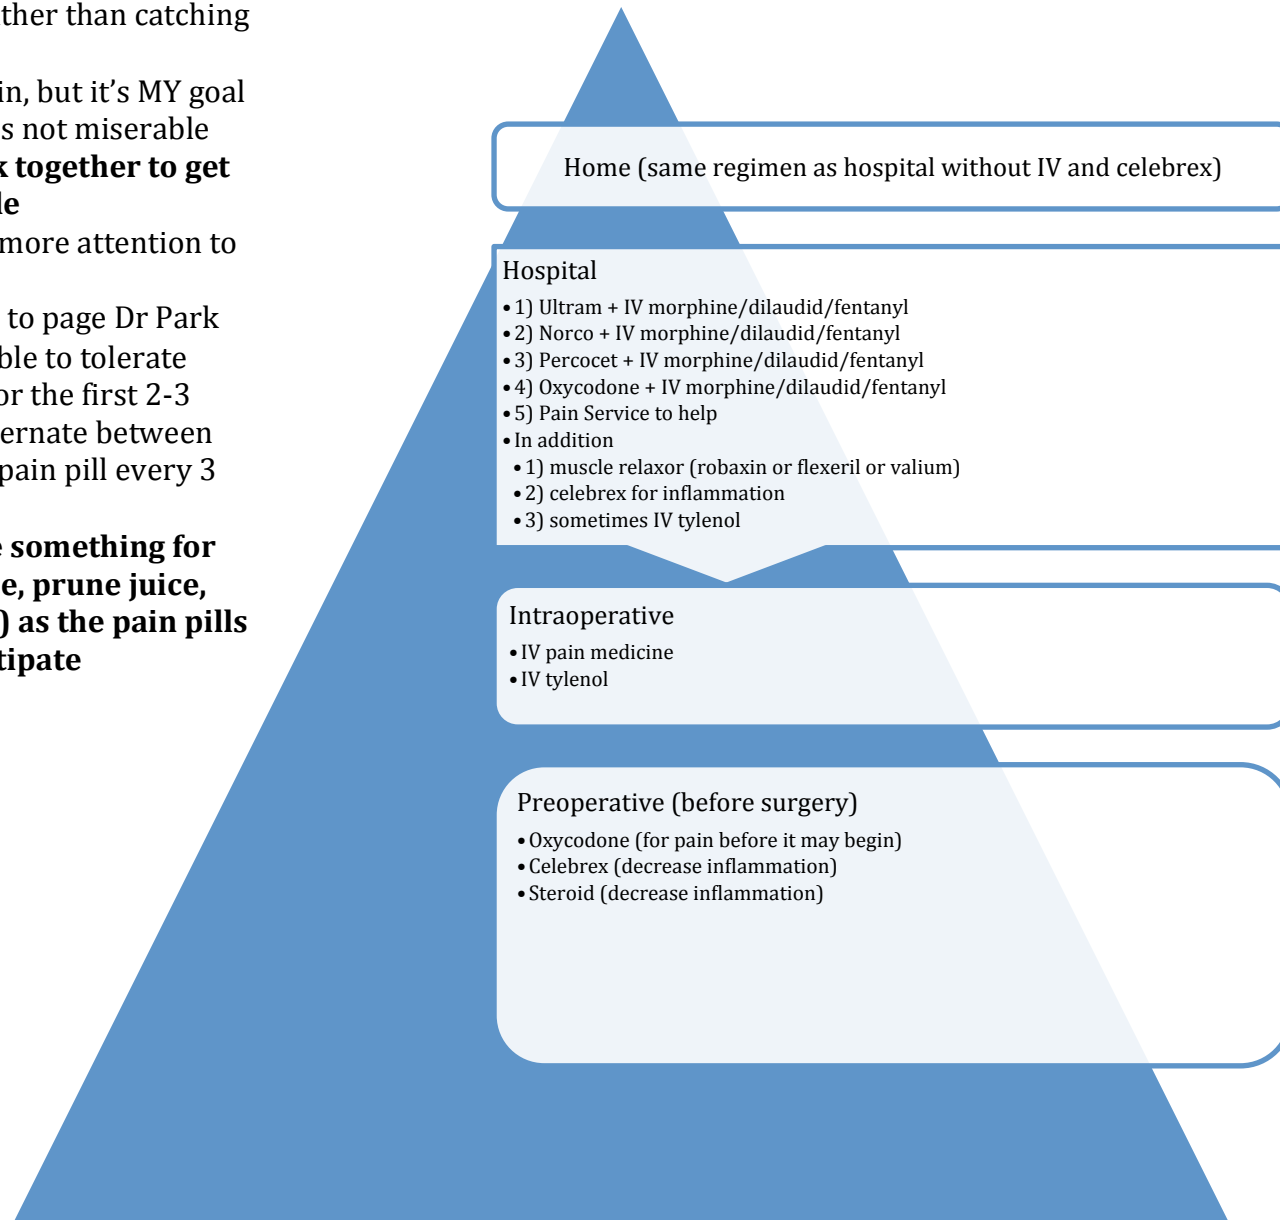 ther than catching
in, but it's MY goal
s not miserable
k together to get
le
more attention to
to page Dr Park
ble to tolerate
or the first 2-3
ernate between
pain pill every 3
e something for
e, prune juice,
) as the pain pills
tipate
Home (same regimen as hospital without IV and celebrex)
Hospital
•1) Ultram + IV morphine/dilaudid/fentanyl
•2) Norco + IV morphine/dilaudid/fentanyl
•3) Percocet + IV morphine/dilaudid/fentanyl
•4) Oxycodone + IV morphine/dilaudid/fentanyl
•5) Pain Service to help
•In addition
•1) muscle relaxor (robaxin or flexeril or valium)
•2) celebrex for inflammation
•3) sometimes IV tylenol
Intraoperative
•IV pain medicine
•IV tylenol
Preoperative (before surgery)
•Oxycodone (for pain before it may begin)
•Celebrex (decrease inflammation)
•Steroid (decrease inflammation)